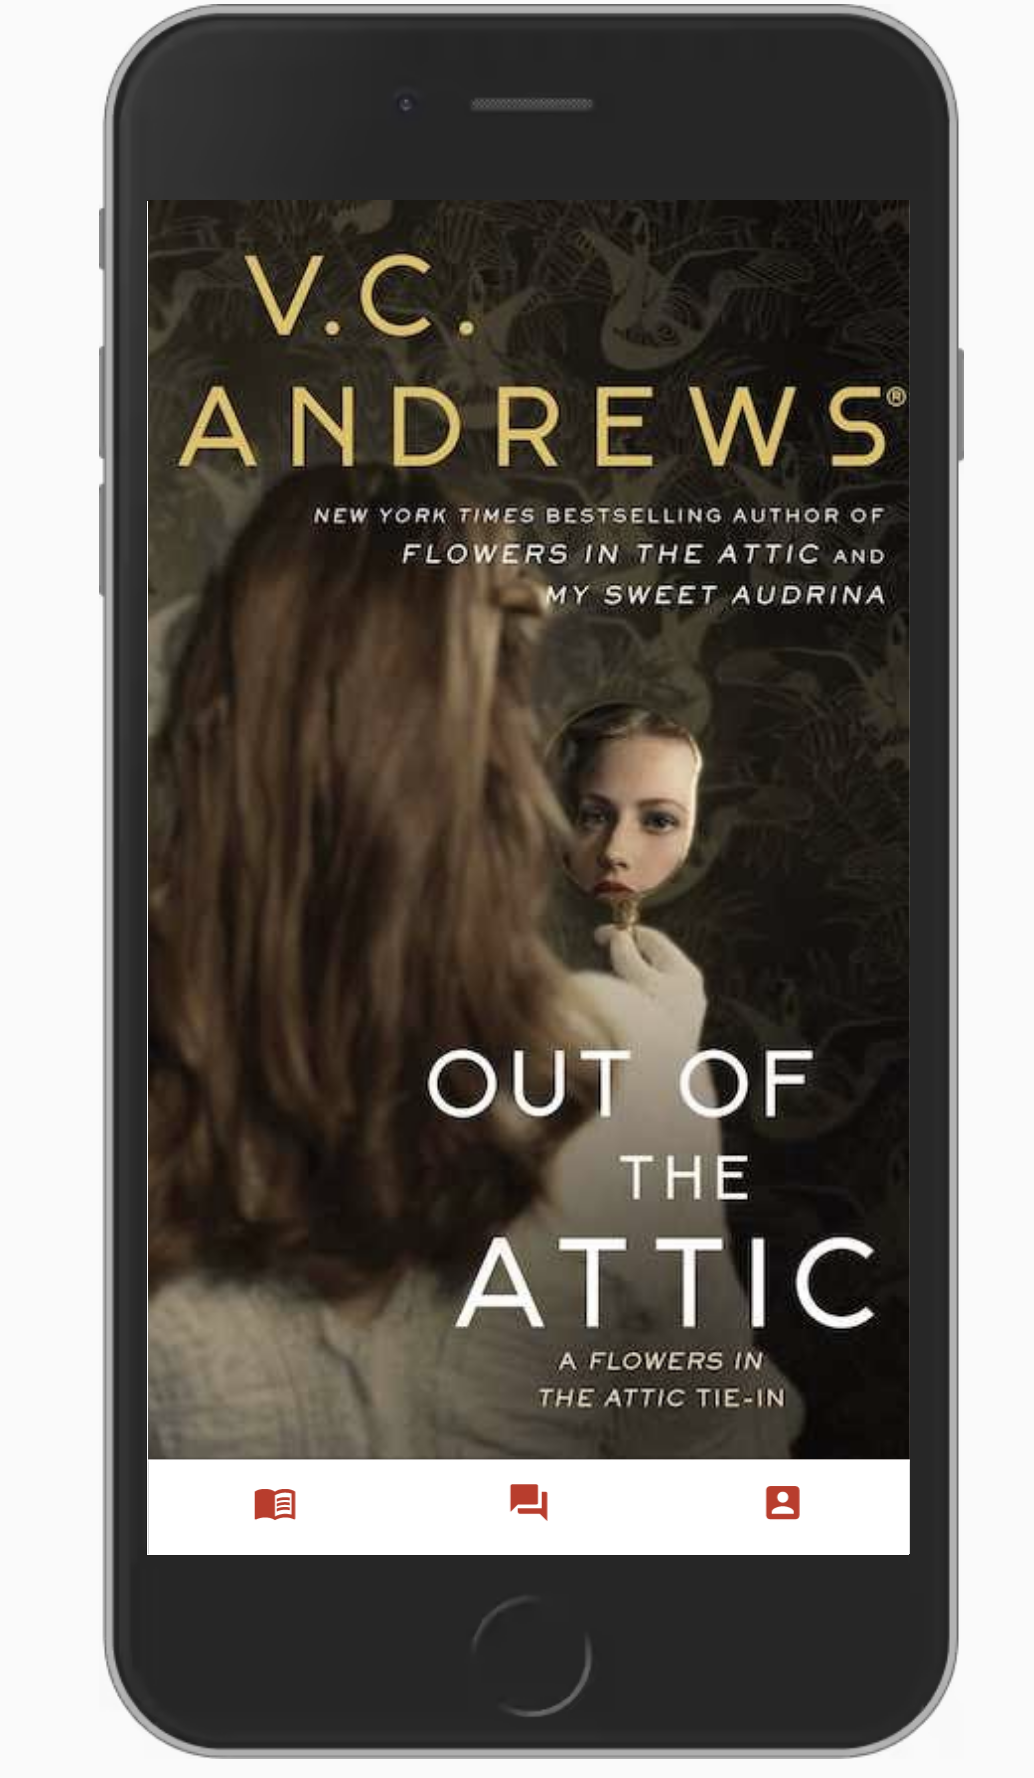 V.C.
ANDREWS®
NEW YORK TIMES BESTSELLING AUTHOR OF
FLOWERS IN THE ATTIC AND
MY SWEET AUDRINA
OUT OF
THE
ATTIC
A FLOWERS IN
THE ATTIC TIE-IN